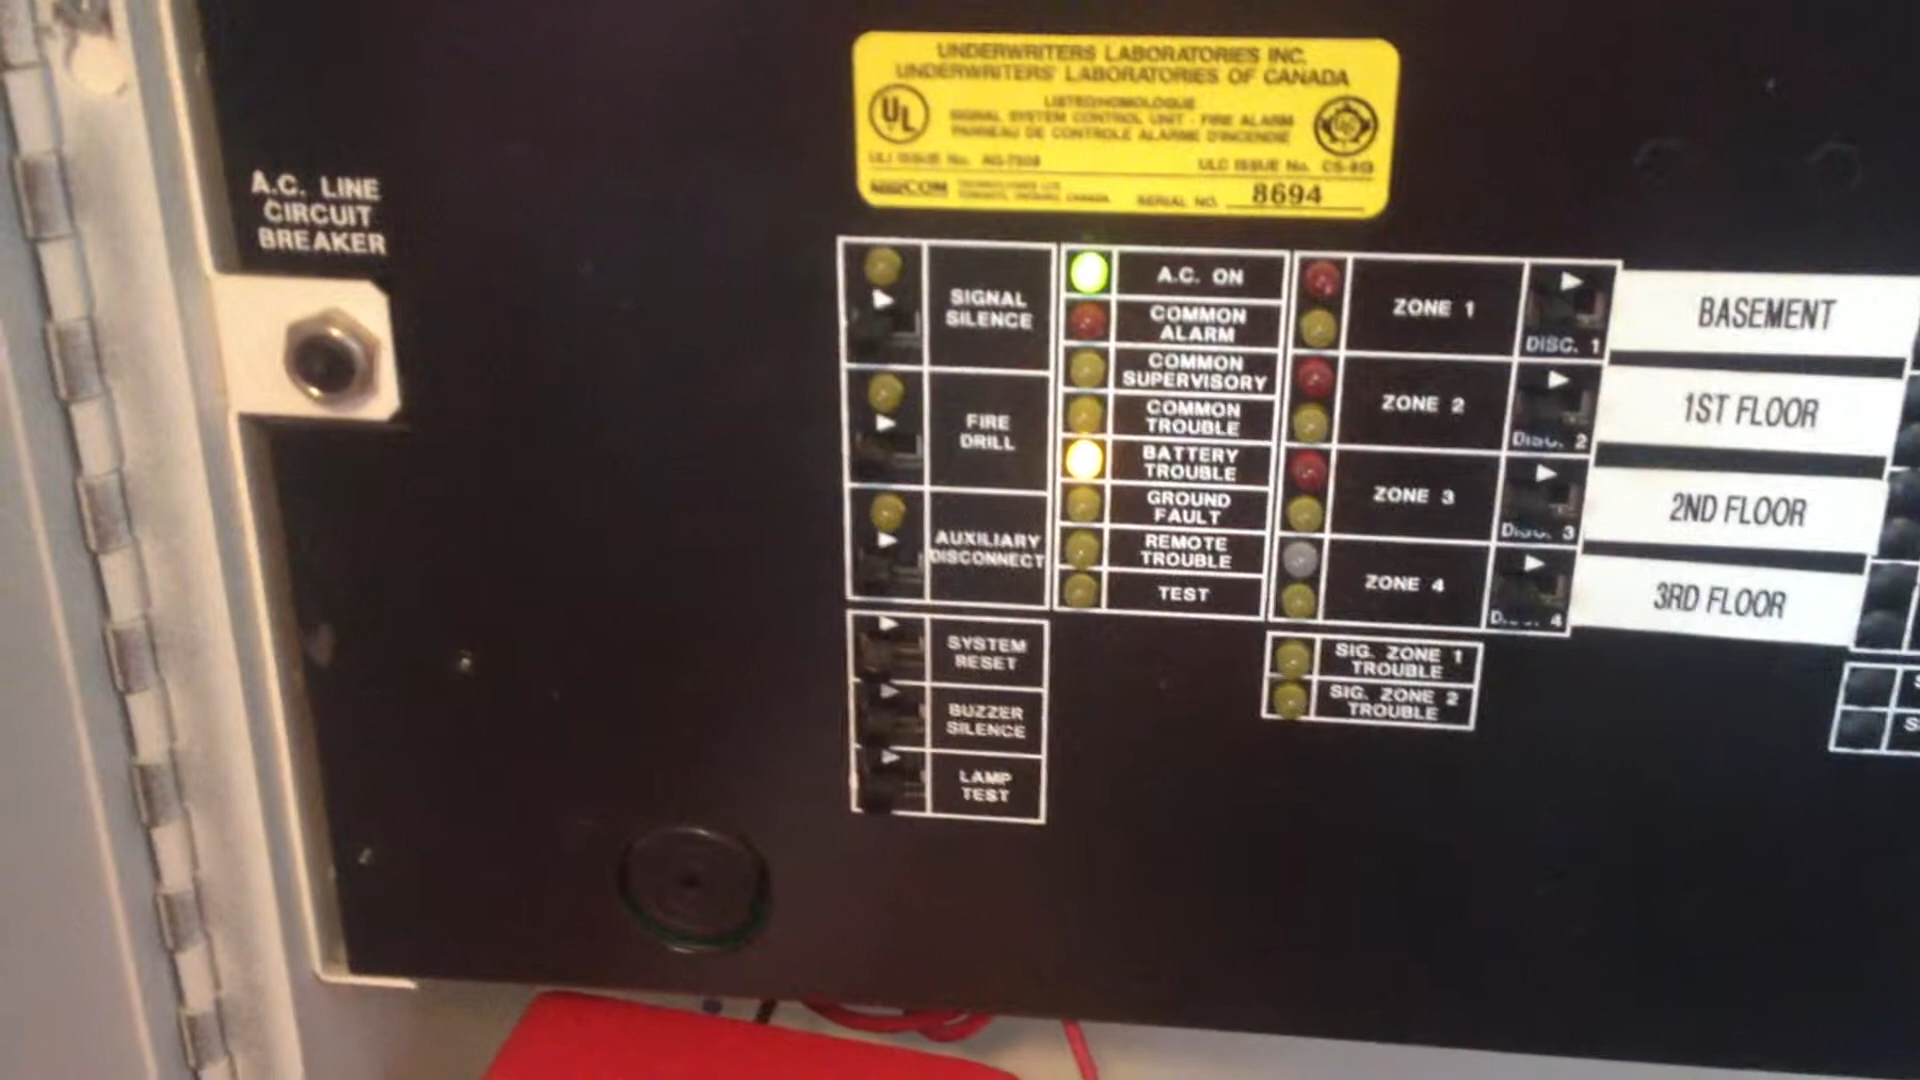 UNDERWRITERS LABORATORIES INC.
UNDERWRITERS' LABORATORIES OF CANADA
LISTED/HOMOLOGUE
SIGNAL SYSTEM CONTROL UNIT - FIRE ALARM
PANNEAU DE CONTROLE ALARME D'INCENDIE
UL
ULI ISSUE No.
ULC ISSUE No.
SERIAL NO. 8694
A.C. LINE
CIRCUIT
BREAKER
SIGNAL
SILENCE
FIRE
DRILL
AUXILIARY
DISCONNECT
SYSTEM
RESET
BUZZER
SILENCE
LAMP
TEST
A.C. ON
COMMON
ALARM
COMMON
SUPERVISORY
COMMON
TROUBLE
BATTERY
TROUBLE
GROUND
FAULT
REMOTE
TROUBLE
TEST
ZONE 1
DISC. 1
BASEMENT
ZONE 2
DISC. 2
1ST FLOOR
ZONE 3
DISC. 3
2ND FLOOR
ZONE 4
4
3RD FLOOR
SIG. ZONE 1
TROUBLE
SIG. ZONE 2
TROUBLE